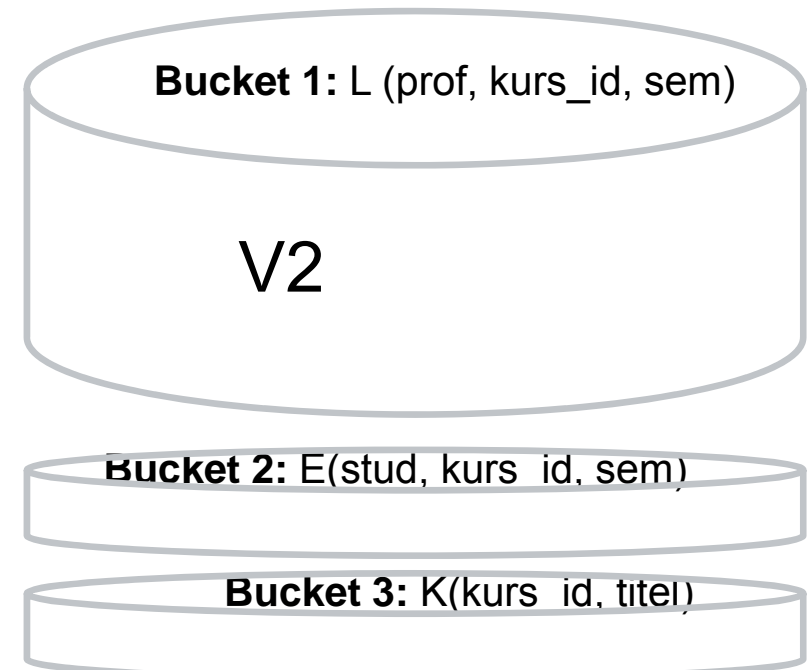 Bucket 1: L (prof, kurs_id, sem)
V2
Bucket 2: E(stud, kurs_id, sem)
Bucket 3: K(kurs_id, titel)